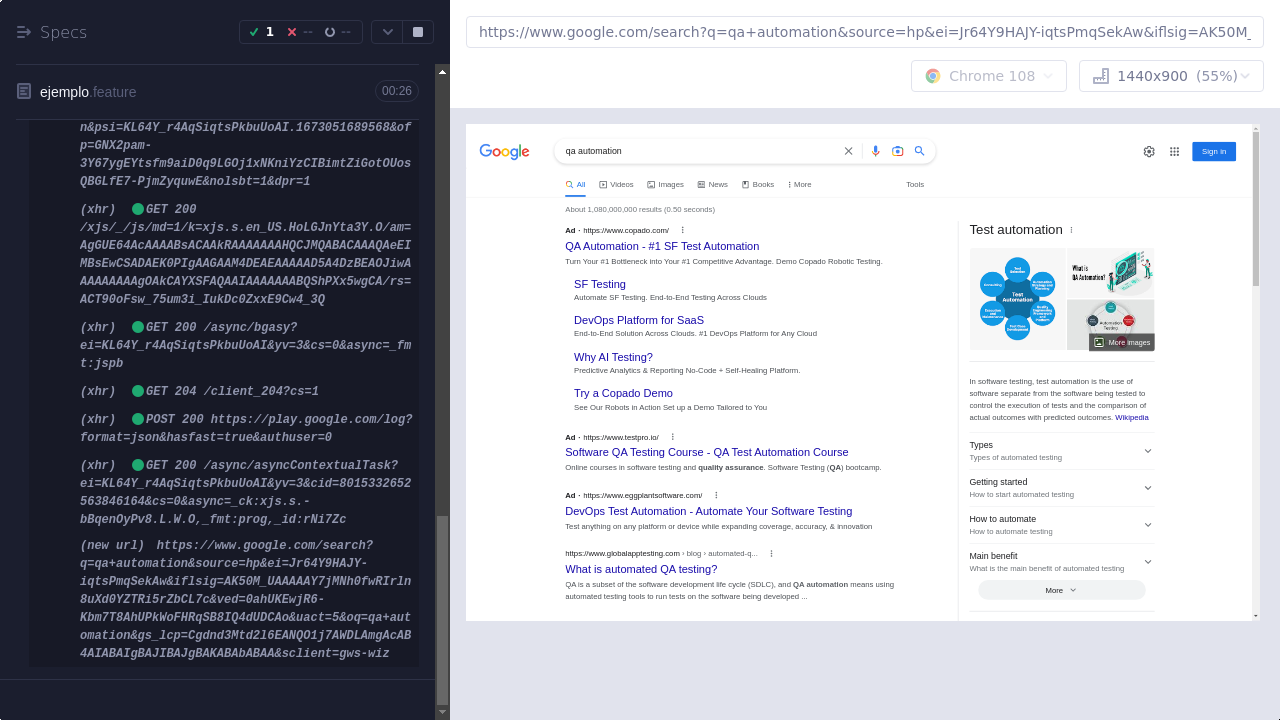 Specs
1
--
--
ejemplo.feature
00:26
n&psi=KL64Y_r4AqSiqtsPkbuUoAI.1673051689568&of
p=GNX2pam-
3Y67ygEYtsfm9aiD0q9LGOj1xNKniYzCIBimtZiGotOUos
QBGLfE7-PjmZyquwE&nolsbt=1&dpr=1
(xhr) GET 200
/xjs/_/js/md=1/k=xjs.s.en_US.HoLGJnYta3Y.O/am=
AgGUE64AcAAAABsACAAkRAAAAAAAHQCJMQABACAAAQAeEI
MBsEwCSADAEK0PIgAAGAAM4DEAEAAAAAD5A4DzBEAOJiwA
AAAAAAAAgOAkCAYXSFAQAAIAAAAAAABQShPXx5wgCA/rs=
ACT90oFsw_75um3i_IukDc0ZxxE9Cw4_3Q
(xhr) GET 200 /async/bgasy?
ei=KL64Y_r4AqSiqtsPkbuUoAI&yv=3&cs=0&async=_fm
t:jspb
(xhr) GET 204 /client_204?cs=1
(xhr) POST 200 https://play.google.com/log?
format=json&hasfast=true&authuser=0
(xhr) GET 200 /async/asyncContextualTask?
ei=KL64Y_r4AqSiqtsPkbuUoAI&yv=3&cid=8015332652
563846164&cs=0&async=_ck:xjs.s.-
bBqenOyPv8.L.W.O,_fmt:prog,_id:rNi7Zc
(new url) https://www.google.com/search?
q=qa+automation&source=hp&ei=Jr64Y9HAJY-
iqtsPmqSekAw&iflsig=AK50M_UAAAAAY7jMNh0fwRIrln
8uXd0YZTRi5rZoDCL7c&ved=0ahUKEwjR6-
Kbm7T8AhUPkWoFHRqSB8IQ4dUDCAo&uact=5&oq=qa+aut
omation&gs_lcp=Cgdnd3Mtd2l6EANQO1j7AWDLAmgAcAB
4AIABAIgBAJIBAJgBAKABAbABAA&sclient=gws-wiz
https://www.google.com/search?q=qa+automation&source=hp&ei=Jr64Y9HAJY-iqtsPmqSekAw&iflsig=AK50M_
Chrome 108
1440x900 (55%)
Google
qa automation
Sign in
All
Videos
Images
News
Books
More
Tools
About 1,080,000,000 results (0.50 seconds)
Ad · https://www.copado.com/
QA Automation - #1 SF Test Automation
Turn Your #1 Bottleneck into Your #1 Competitive Advantage. Demo Copado Robotic Testing.
SF Testing
Automate SF Testing. End-to-End Testing Across Clouds
DevOps Platform for SaaS
End-to-End Solution Across Clouds. #1 DevOps Platform for Any Cloud
Why AI Testing?
Predictive Analytics & Reporting No-Code + Self-Healing Platform.
Try a Copado Demo
See Our Robots in Action Set up a Demo Tailored to You
Ad · https://www.testpro.io/
Software QA Testing Course - QA Test Automation Course
Online courses in software testing and quality assurance. Software Testing (QA) bootcamp.
Ad · https://www.eggplantsoftware.com/
DevOps Test Automation - Automate Your Software Testing
Test anything on any platform or device while expanding coverage, accuracy, & innovation
https://www.globalapptesting.com › blog › automated-q...
What is automated QA testing?
QA is a subset of the software development life cycle (SDLC), and QA automation means using
automated testing tools to run tests on the software being developed ...
Test automation
Test
Automation
What is
QA Automation?
Automation
Testing
More images
In software testing, test automation is the use of
software separate from the software being tested to
control the execution of tests and the comparison of
actual outcomes with predicted outcomes. Wikipedia
Types
Types of automated testing
Getting started
How to start automated testing
How to automate
How to automate testing
Main benefit
What is the main benefit of automated testing
More